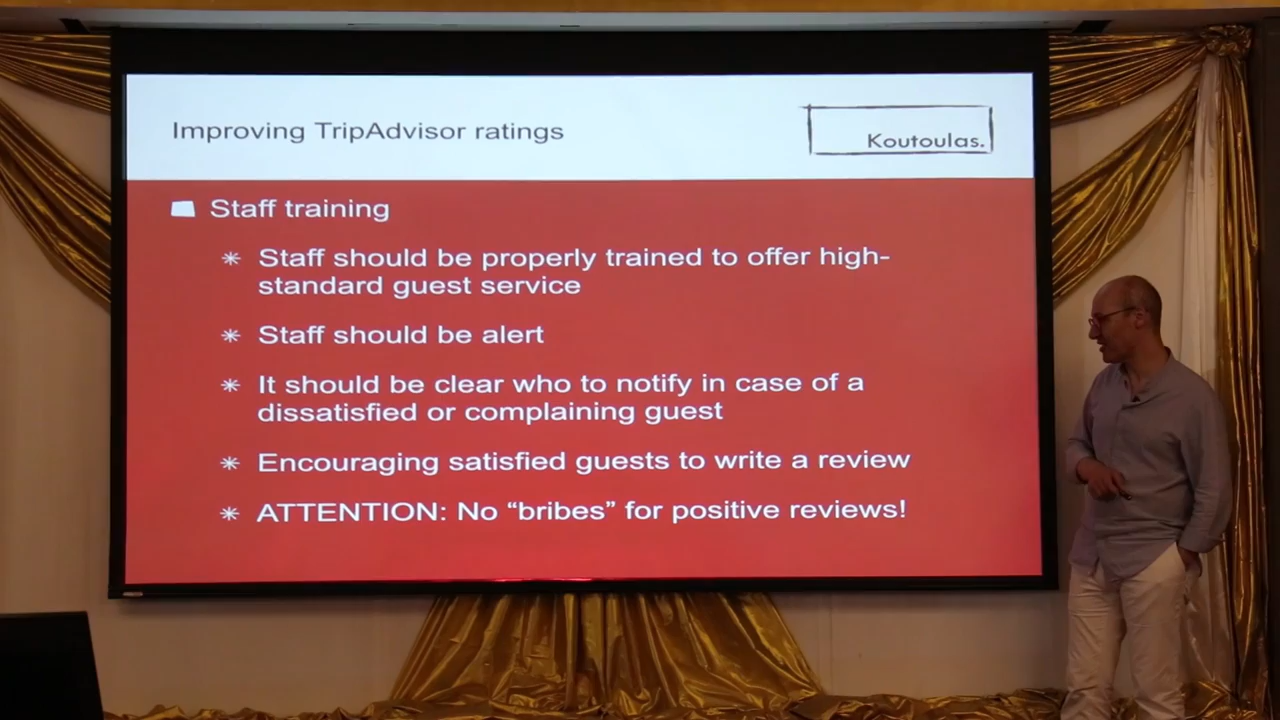 Improving TripAdvisor ratings
Koutoulas.
Staff training
Staff should be properly trained to offer high-
standard guest service
Staff should be alert
It should be clear who to notify in case of a
dissatisfied or complaining guest
Encouraging satisfied guests to write a review
ATTENTION: No “bribes” for positive reviews!